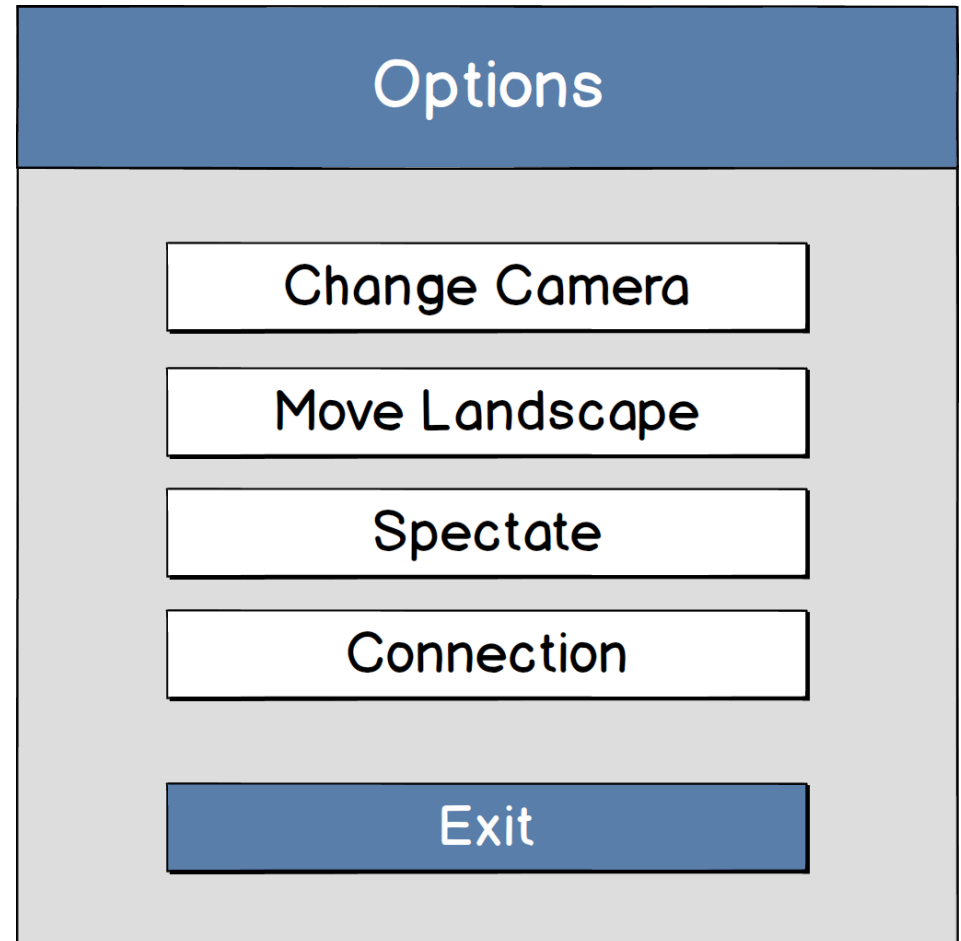 Options
Change Camera
Move Landscape
Spectate
Connection
Exit